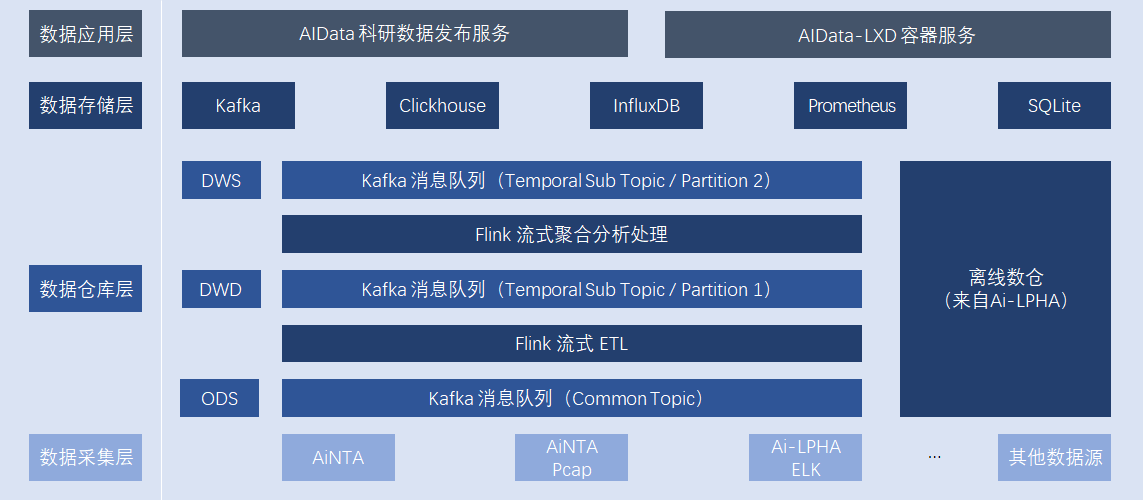 数据应用层
AIData 科研数据发布服务
AIData-LXD 容器服务
数据存储层
Kafka
Clickhouse
InfluxDB
Prometheus
SQLite
DWS
Kafka 消息队列（Temporal Sub Topic / Partition 2）
Flink 流式聚合分析处理
数据仓库层
DWD
Kafka 消息队列（Temporal Sub Topic / Partition 1）
离线数仓
（来自Ai-LPHA）
Flink 流式 ETL
ODS
Kafka 消息队列（Common Topic）
数据采集层
AiNTA
AiNTA
Pcap
Ai-LPHA
ELK
...
其他数据源